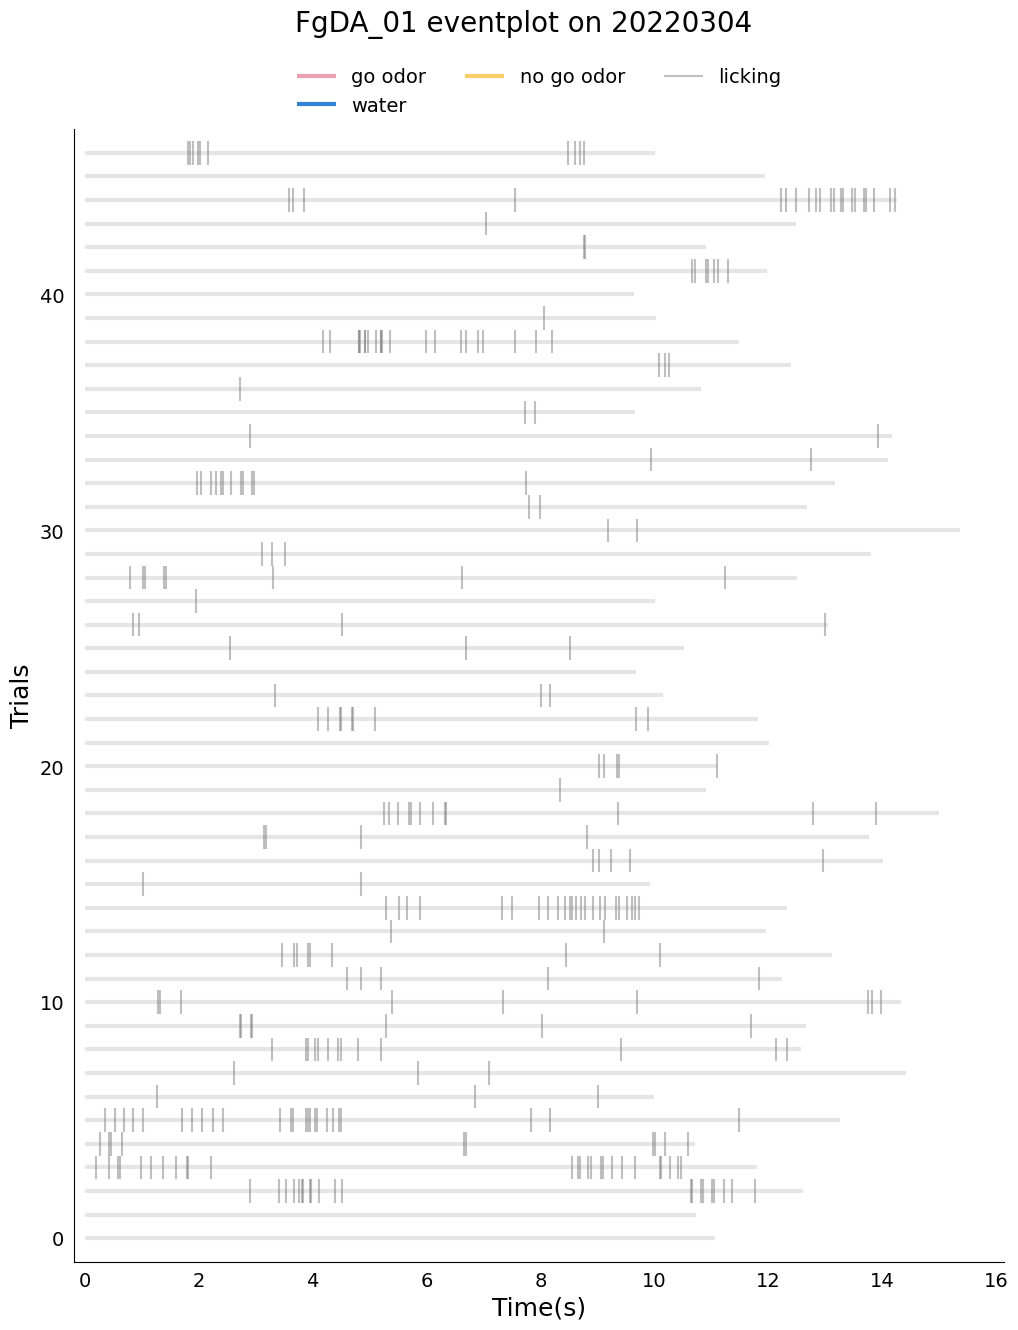 FgDA_01 eventplot on 20220304
go odor no go odor licking
water
40
30
20
10
0
Trials
0 2 4 6 8 10 12 14 16
Time(s)